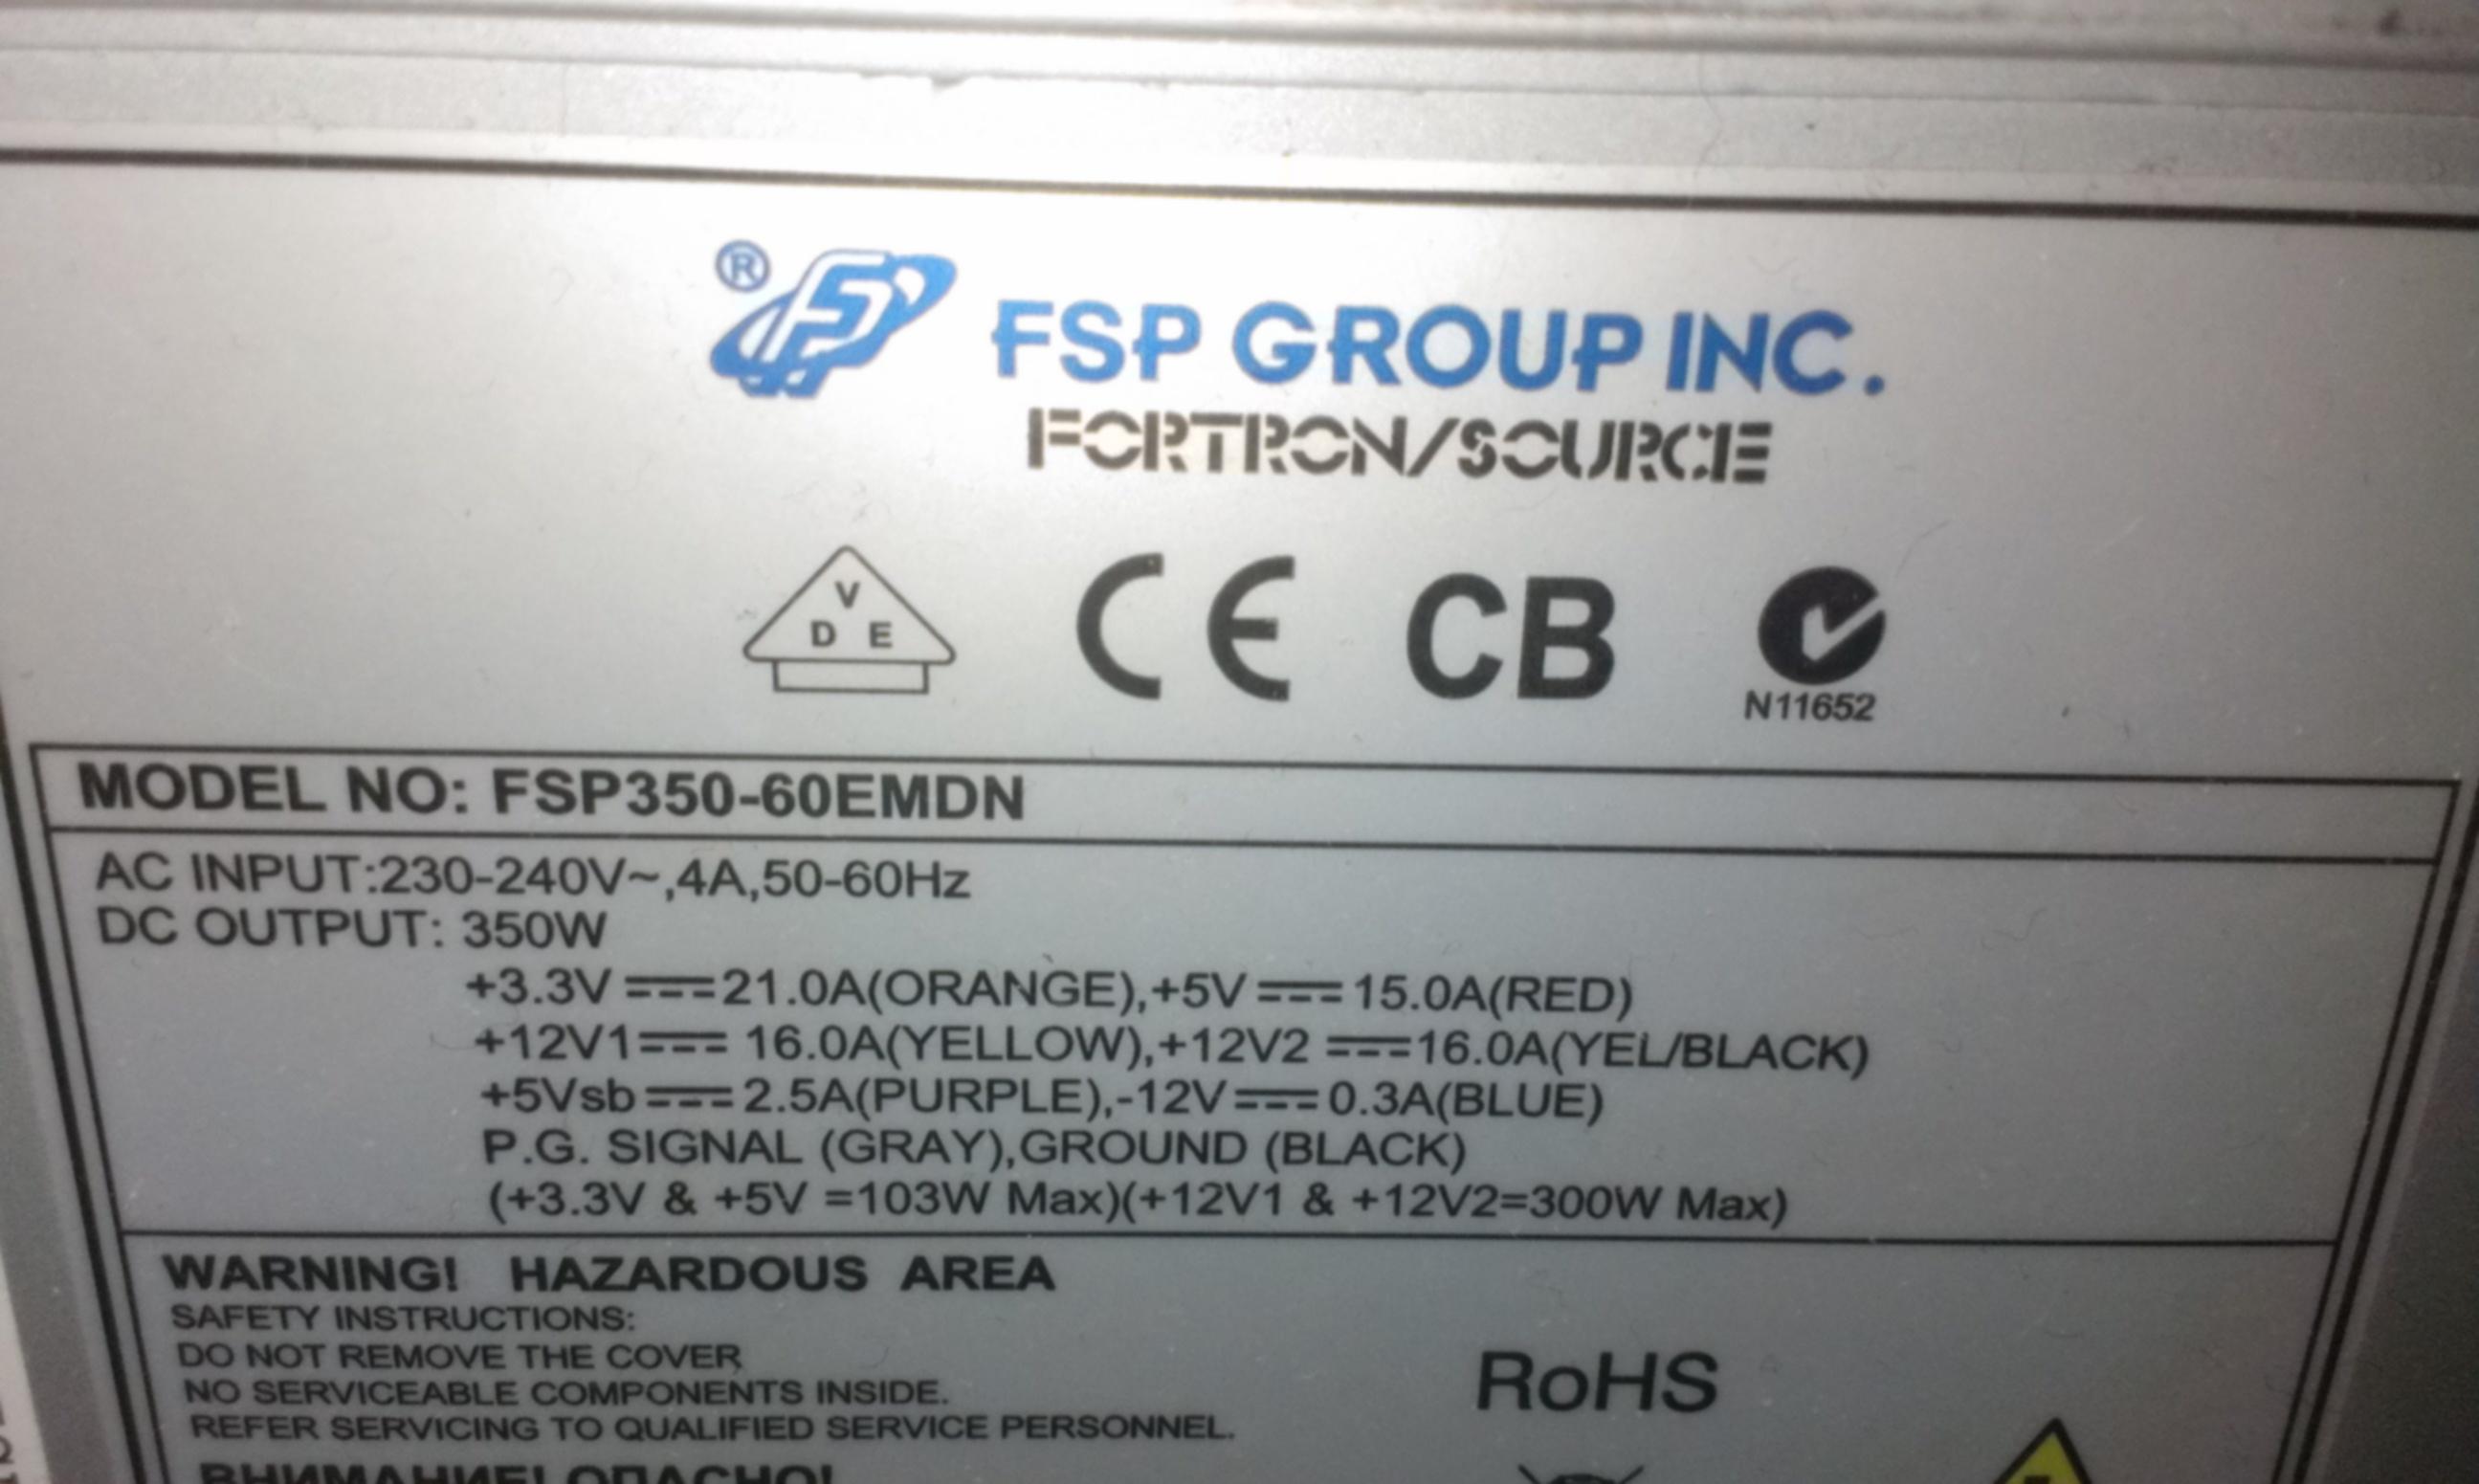 ®
FSP GROUP INC.
FORTRON/SOURCE
V
D E
CE CB
N11652
MODEL NO: FSP350-60EMDN
AC INPUT:230-240V~,4A,50-60Hz
DC OUTPUT: 350W
+3.3V⎓21.0A(ORANGE),+5V⎓15.0A(RED)
+12V1⎓16.0A(YELLOW),+12V2⎓16.0A(YEL/BLACK)
+5Vsb⎓2.5A(PURPLE),-12V⎓0.3A(BLUE)
P.G. SIGNAL (GRAY),GROUND (BLACK)
(+3.3V & +5V =103W Max)(+12V1 & +12V2=300W Max)
WARNING! HAZARDOUS AREA
SAFETY INSTRUCTIONS:
DO NOT REMOVE THE COVER
NO SERVICEABLE COMPONENTS INSIDE.
REFER SERVICING TO QUALIFIED SERVICE PERSONNEL.
RoHS
ВНИМАНИЕ! ОПАСНО!